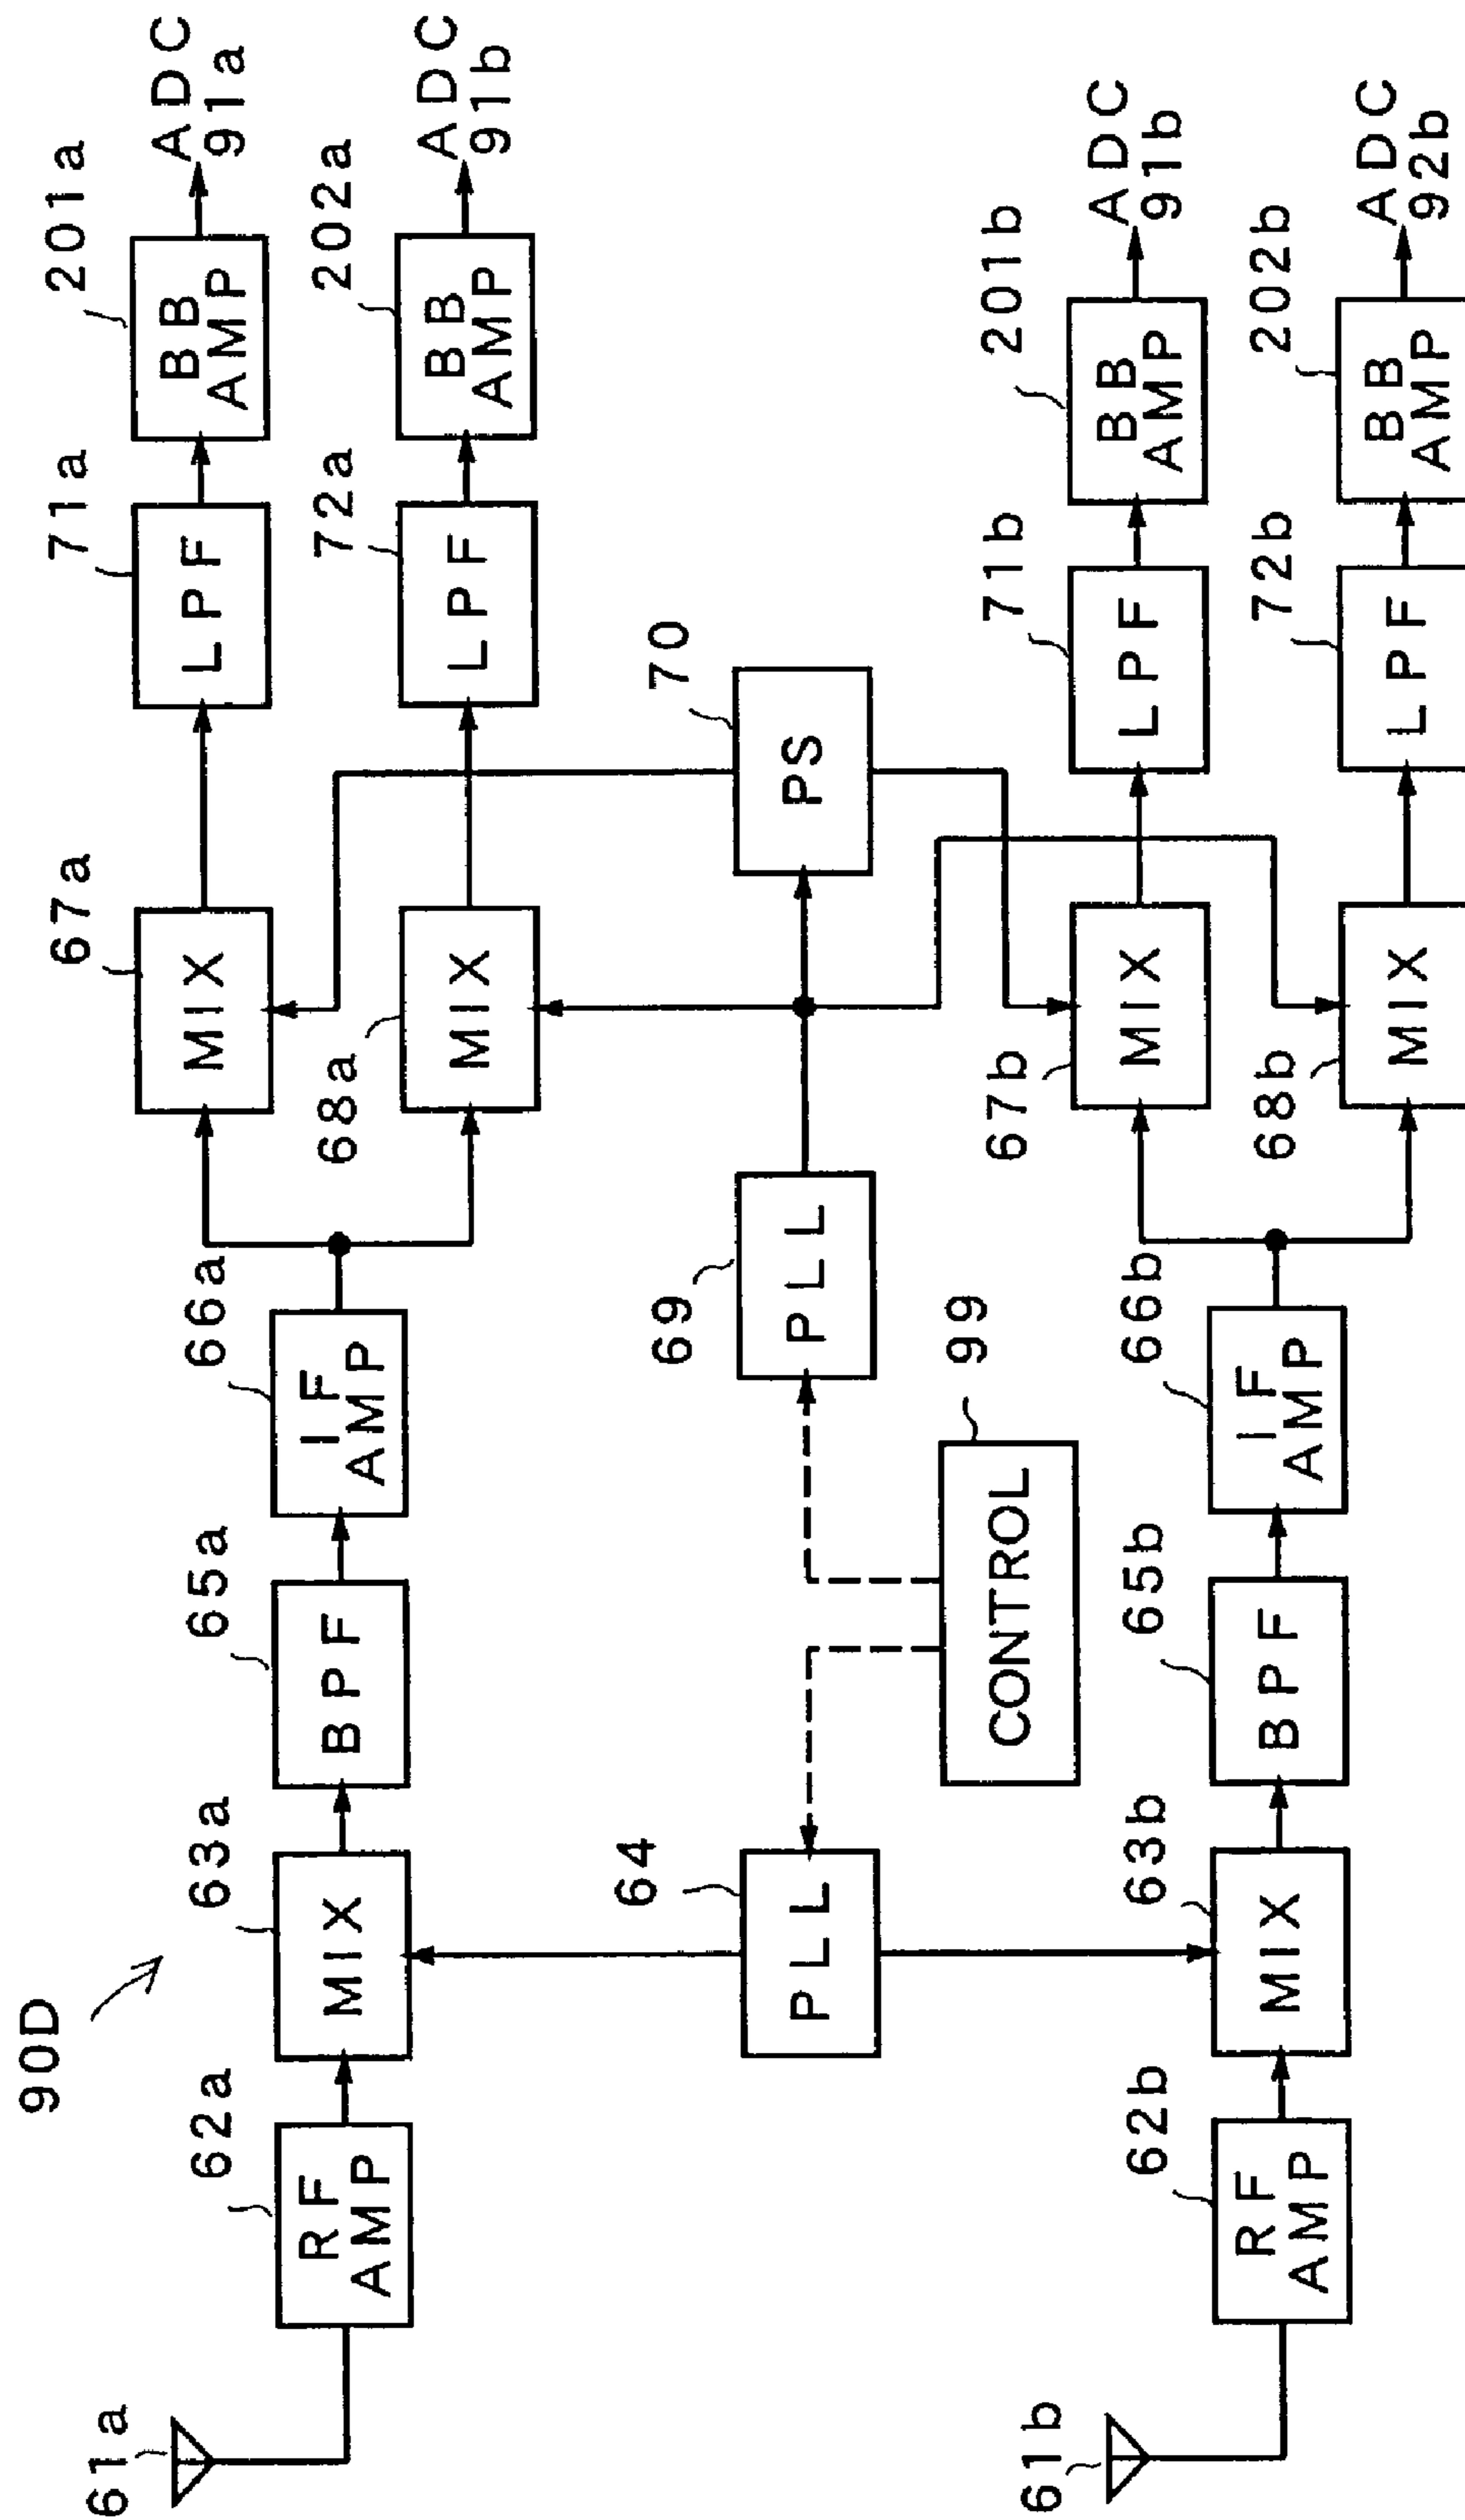 90D
61a
62a
RF
AMP
63a
MIX
65a
BPF
66a
IF
AMP
67a
MIX
71a
LPF
201a
BB
AMP
ADC
91a
68a
MIX
72a
LPF
202a
BB
AMP
ADC
91b
64
PLL
69
PLL
70
PS
99
CONTROL
61b
62b
RF
AMP
63b
MIX
65b
BPF
66b
IF
AMP
67b
MIX
71b
LPF
201b
BB
AMP
ADC
91b
68b
MIX
72b
LPF
202b
BB
AMP
ADC
92b